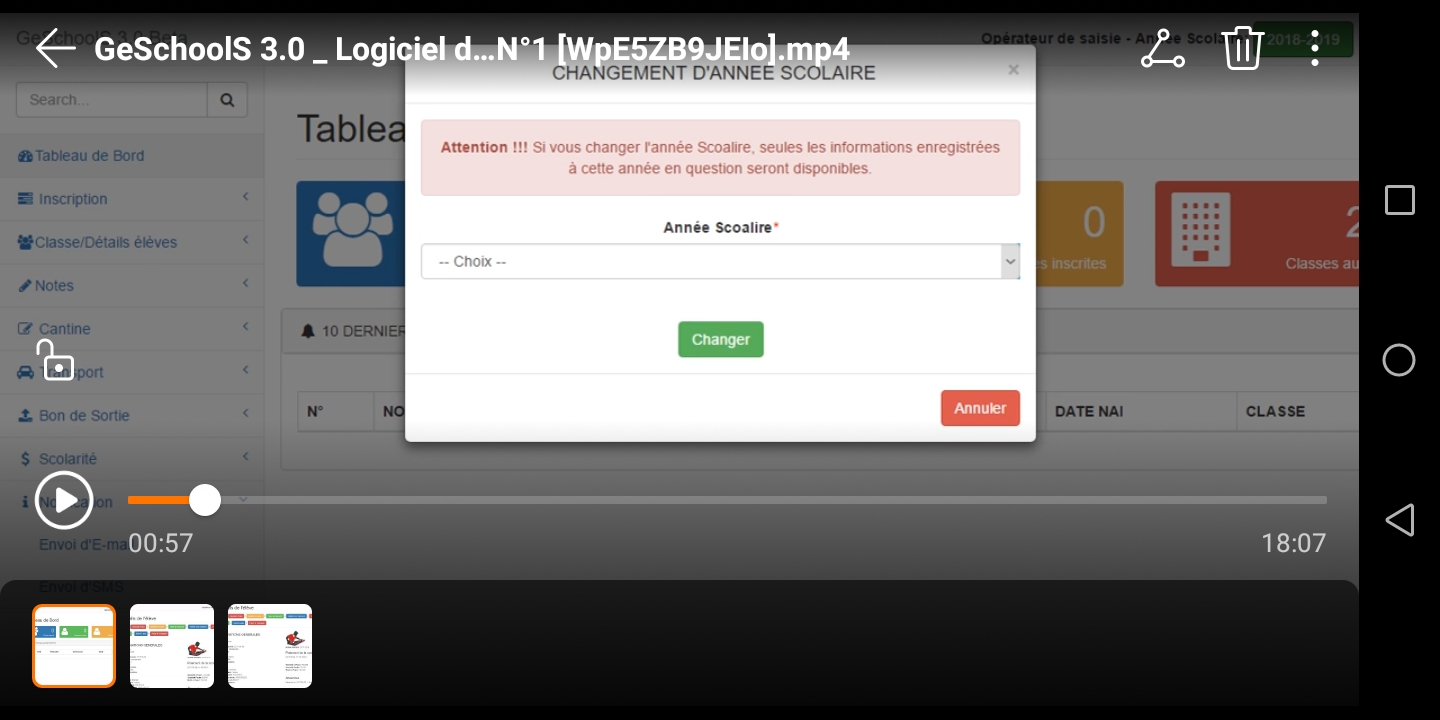 GeSchoolS 3.0 _ Logiciel d...N°1 [WpE5ZB9JEIo].mp4
GeSchoolS 3.0 Beta
Opérateur de saisie - Année Scolaire 2018-2019
CHANGEMENT D'ANNEE SCOLAIRE
×
Search...
Tablea
Attention !!! Si vous changer l'année Scoalire, seules les informations enregistrées
à cette année en question seront disponibles.
Tableau de Bord
Inscription
Classe/Détails élèves
Notes
Cantine
Transport
Bon de Sortie
Scolarité
Notification
Envoi d'E-mail
Envoi d'SMS
Année Scoalire*
-- Choix --
0
es inscrites
2
Classes au
Changer
10 DERNIER
Annuler
N°
NO
DATE NAI
CLASSE
00:57
18:07